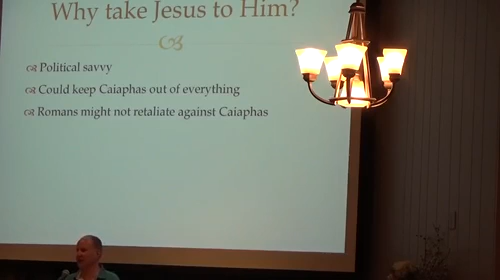 Why take Jesus to Him?
Political savvy
Could keep Caiaphas out of everything
Romans might not retaliate against Caiaphas